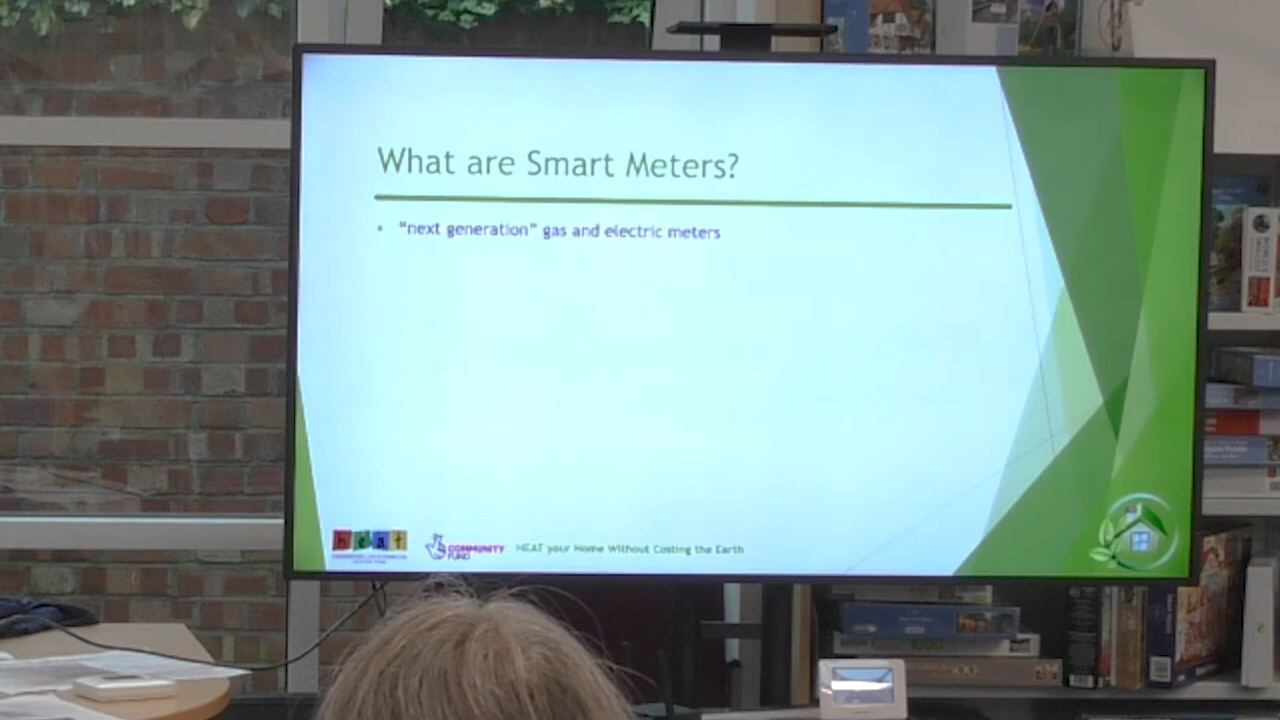 What are Smart Meters?
• “next generation” gas and electric meters
heat
COMMUNITY
FUND
HEAT your Home Without Costing the Earth